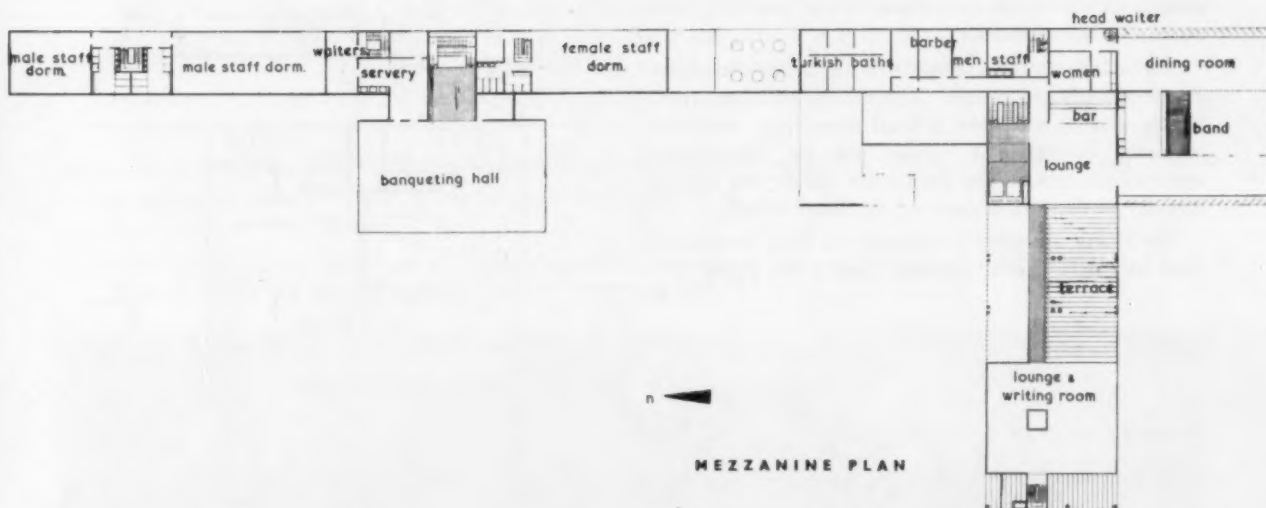 head waiter
male staff
dorm.
male staff dorm.
waiters
servery
female staff
dorm.
turkish baths
barber
men. staff
women
dining room
bar
band
lounge
banqueting hall
terrace
lounge &
writing room
n
MEZZANINE PLAN